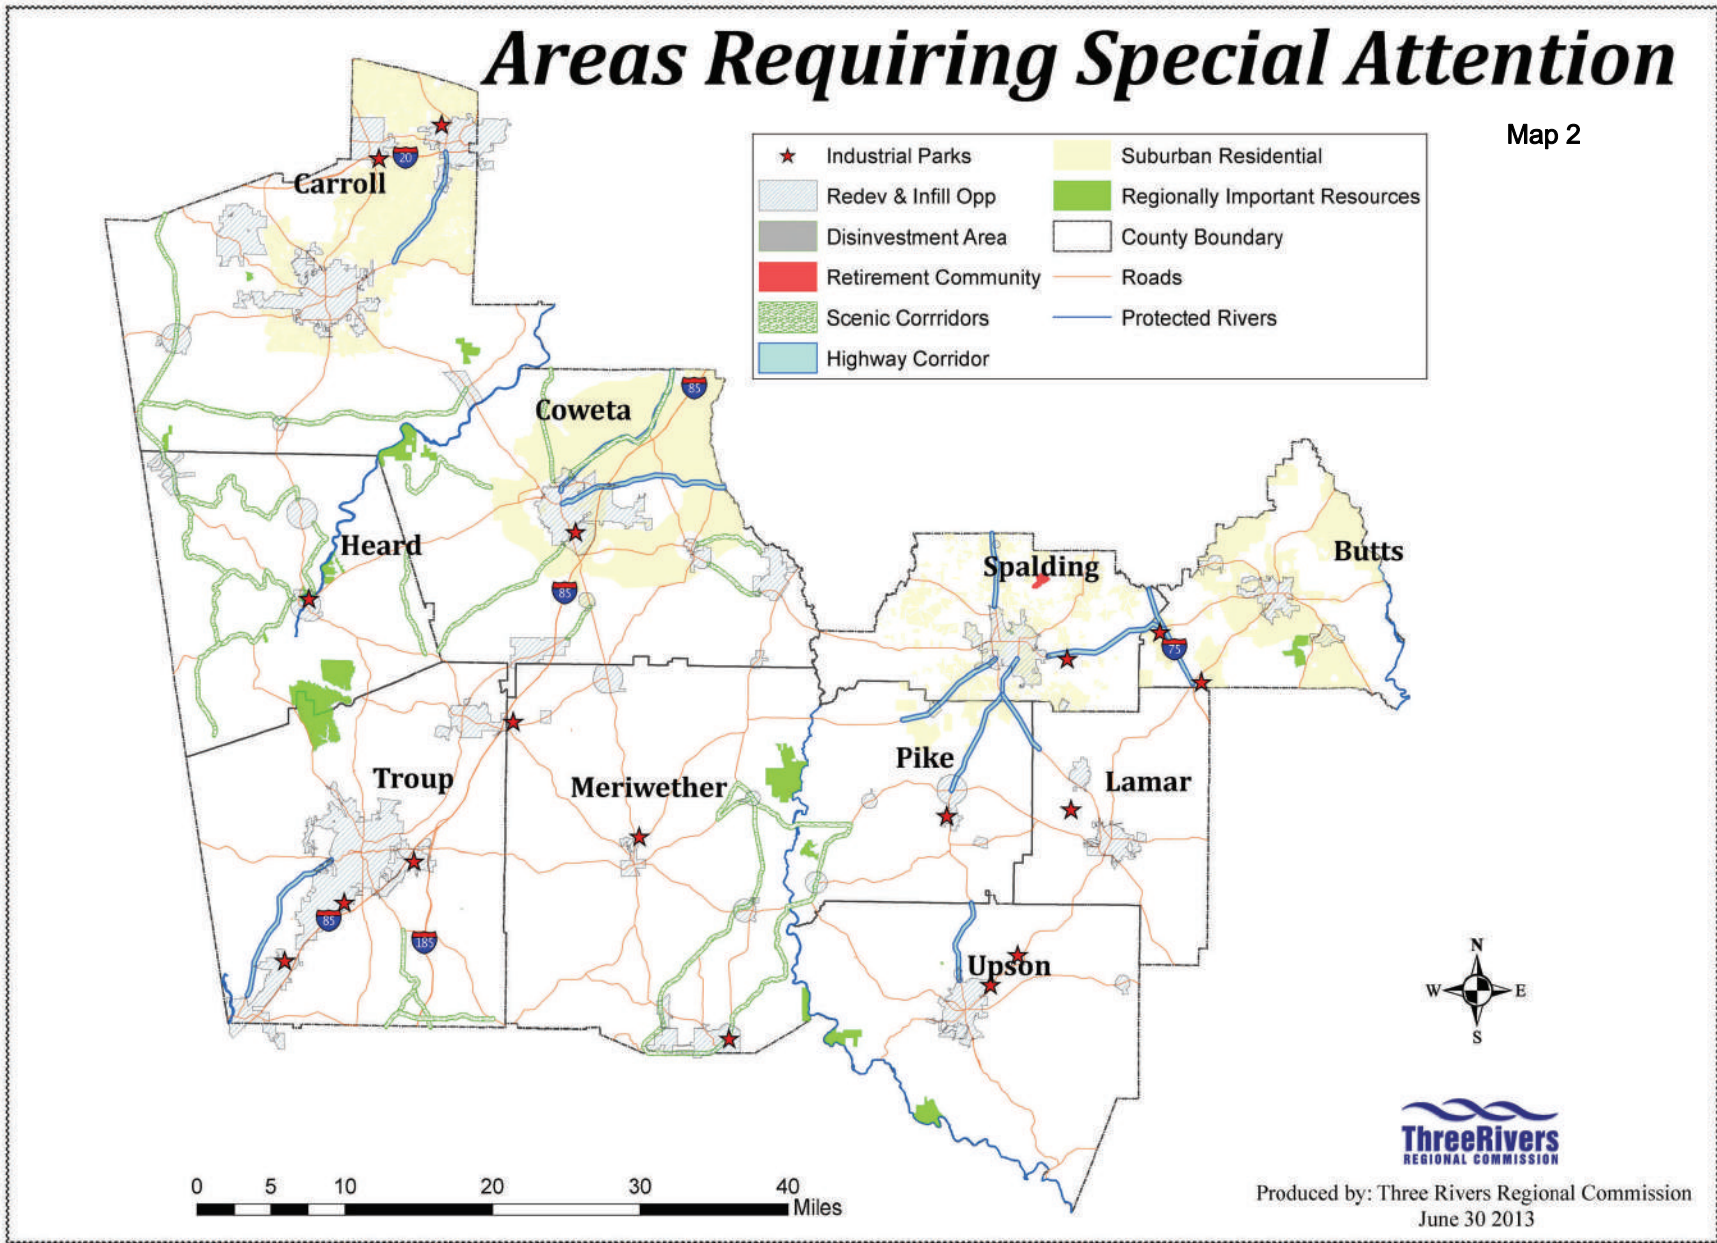 Areas Requiring Special Attention
Map 2
Industrial Parks
Redev & Infill Opp
Disinvestment Area
Retirement Community
Scenic Corrridors
Highway Corridor
Suburban Residential
Regionally Important Resources
County Boundary
Roads
Protected Rivers
20
Carroll
85
Coweta
Heard
85
Spalding
Butts
75
Troup
Meriwether
Pike
Lamar
85
185
Upson
N
W E
S
0 5 10 20 30 40
Miles
ThreeRivers
REGIONAL COMMISSION
Produced by: Three Rivers Regional Commission
June 30 2013